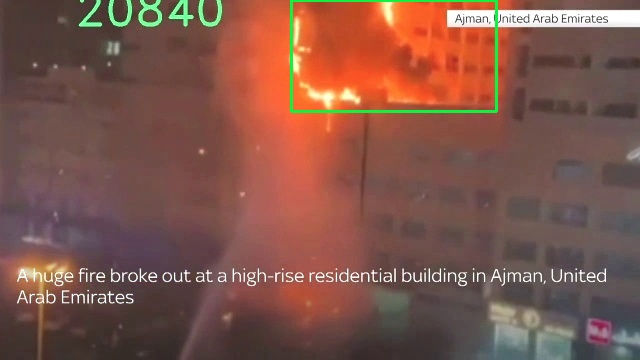 20840
Ajman, United Arab Emirates
A huge fire broke out at a high-rise residential building in Ajman, United
Arab Emirates